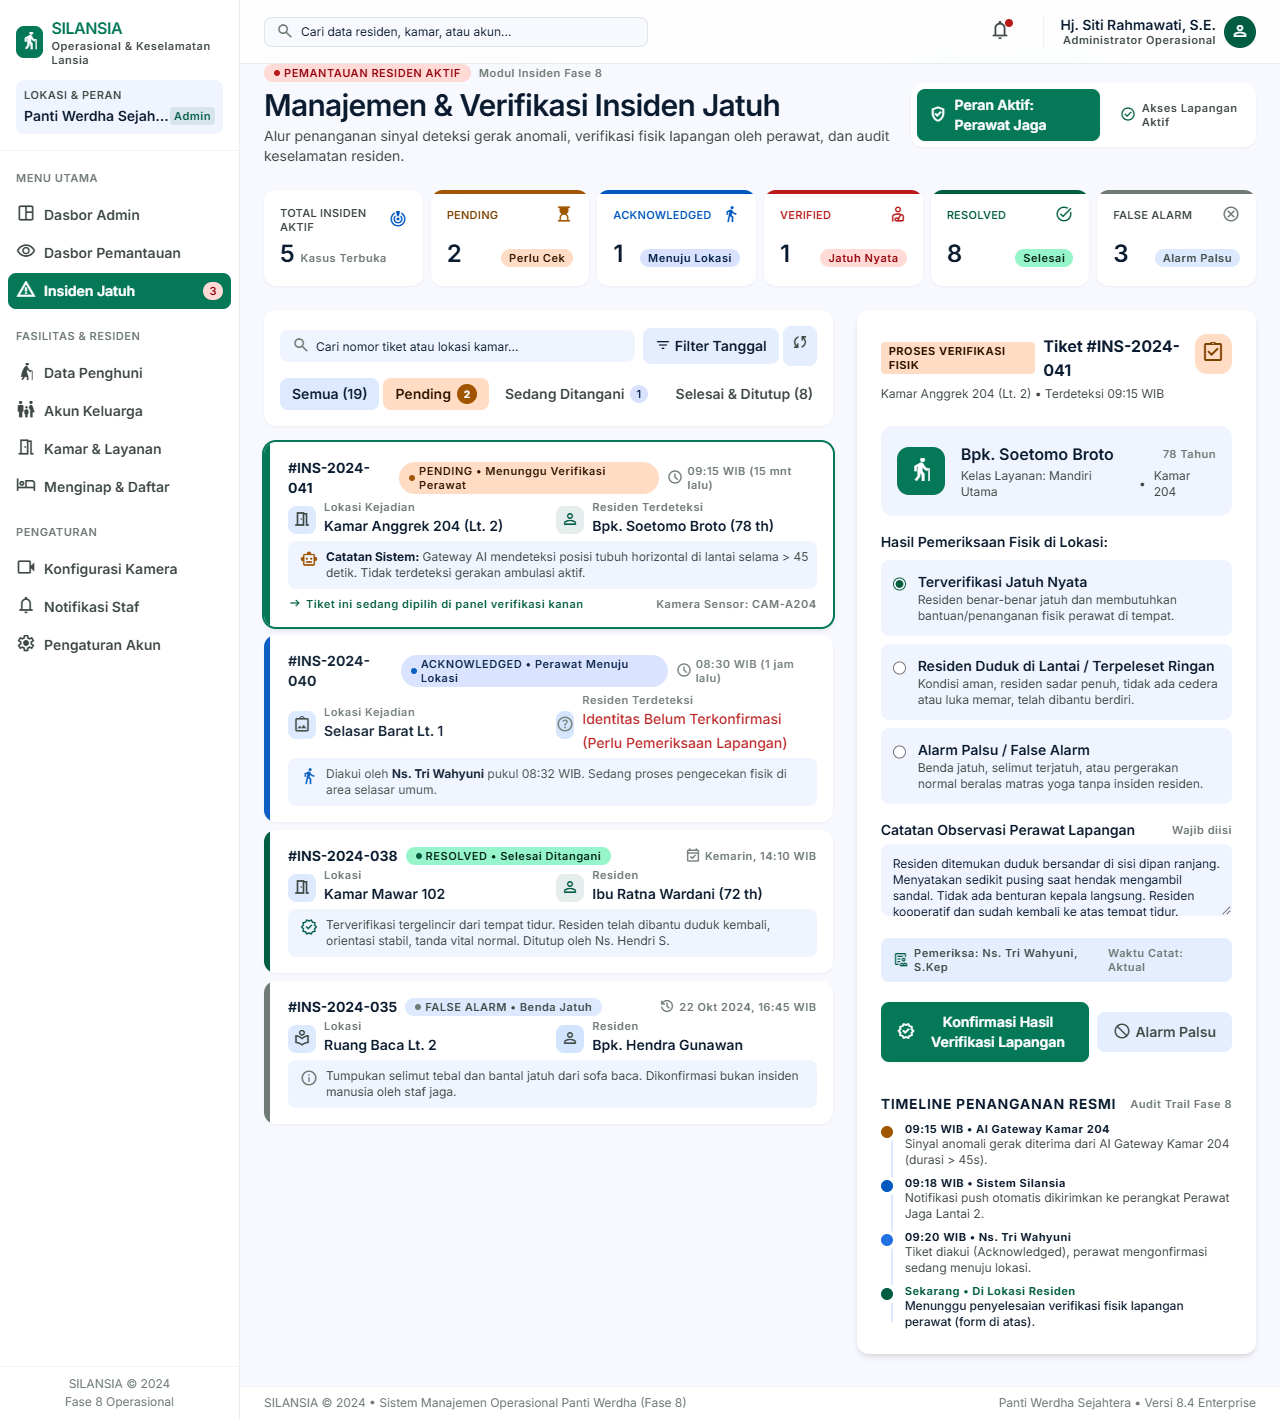 SILANSIA
Operasional & Keselamatan
Lansia
LOKASI & PERAN
Panti Werdha Sejah... Admin
MENU UTAMA
Dasbor Admin
Dasbor Pemantauan
Insiden Jatuh 3
FASILITAS & RESIDEN
Data Penghuni
Akun Keluarga
Kamar & Layanan
Menginap & Daftar
PENGATURAN
Konfigurasi Kamera
Notifikasi Staf
Pengaturan Akun
SILANSIA © 2024
Fase 8 Operasional
Cari data residen, kamar, atau akun...
Hj. Siti Rahmawati, S.E.
Administrator Operasional
PEMANTAUAN RESIDEN AKTIF Modul Insiden Fase 8
Manajemen & Verifikasi Insiden Jatuh
Alur penanganan sinyal deteksi gerak anomali, verifikasi fisik lapangan oleh perawat, dan audit
keselamatan residen.
Peran Aktif:
Perawat Jaga
Akses Lapangan
Aktif
TOTAL INSIDEN
AKTIF
5 Kasus Terbuka
PENDING
2 Perlu Cek
ACKNOWLEDGED
1 Menuju Lokasi
VERIFIED
1 Jatuh Nyata
RESOLVED
8 Selesai
FALSE ALARM
3 Alarm Palsu
Cari nomor tiket atau lokasi kamar...
Filter Tanggal
Semua (19) Pending 2 Sedang Ditangani 1 Selesai & Ditutup (8)
#INS-2024-
041
PENDING • Menunggu Verifikasi
Perawat
09:15 WIB (15 mnt
lalu)
Lokasi Kejadian
Kamar Anggrek 204 (Lt. 2)
Residen Terdeteksi
Bpk. Soetomo Broto (78 th)
Catatan Sistem: Gateway AI mendeteksi posisi tubuh horizontal di lantai selama > 45
detik. Tidak terdeteksi gerakan ambulasi aktif.
→ Tiket ini sedang dipilih di panel verifikasi kanan
Kamera Sensor: CAM-A204
#INS-2024-
040
ACKNOWLEDGED • Perawat Menuju
Lokasi
08:30 WIB (1 jam
lalu)
Lokasi Kejadian
Selasar Barat Lt. 1
Residen Terdeteksi
Identitas Belum Terkonfirmasi
(Perlu Pemeriksaan Lapangan)
Diakui oleh Ns. Tri Wahyuni pukul 08:32 WIB. Sedang proses pengecekan fisik di
area selasar umum.
#INS-2024-038
RESOLVED • Selesai Ditangani
Kemarin, 14:10 WIB
Lokasi
Kamar Mawar 102
Residen
Ibu Ratna Wardani (72 th)
Terverifikasi tergelincir dari tempat tidur. Residen telah dibantu duduk kembali,
orientasi stabil, tanda vital normal. Ditutup oleh Ns. Hendri S.
#INS-2024-035
FALSE ALARM • Benda Jatuh
22 Okt 2024, 16:45 WIB
Lokasi
Ruang Baca Lt. 2
Residen
Bpk. Hendra Gunawan
Tumpukan selimut tebal dan bantal jatuh dari sofa baca. Dikonfirmasi bukan insiden
manusia oleh staf jaga.
PROSES VERIFIKASI
FISIK
Tiket #INS-2024-
041
Kamar Anggrek 204 (Lt. 2) • Terdeteksi 09:15 WIB
Bpk. Soetomo Broto
78 Tahun
Kelas Layanan: Mandiri
Utama
• Kamar
204
Hasil Pemeriksaan Fisik di Lokasi:
Terverifikasi Jatuh Nyata
Residen benar-benar jatuh dan membutuhkan
bantuan/penanganan fisik perawat di tempat.
Residen Duduk di Lantai / Terpeleset Ringan
Kondisi aman, residen sadar penuh, tidak ada cedera
atau luka memar, telah dibantu berdiri.
Alarm Palsu / False Alarm
Benda jatuh, selimut terjatuh, atau pergerakan
normal beralas matras yoga tanpa insiden residen.
Catatan Observasi Perawat Lapangan
Wajib diisi
Residen ditemukan duduk bersandar di sisi dipan ranjang.
Menyatakan sedikit pusing saat hendak mengambil
sandal. Tidak ada benturan kepala langsung. Residen
kooperatif dan sudah kembali ke atas tempat tidur.
Pemeriksa: Ns. Tri Wahyuni,
S.Kep
Waktu Catat:
Aktual
Konfirmasi Hasil
Verifikasi Lapangan
Alarm Palsu
TIMELINE PENANGANAN RESMI
Audit Trail Fase 8
09:15 WIB • AI Gateway Kamar 204
Sinyal anomali gerak diterima dari AI Gateway Kamar 204
(durasi > 45s).
09:18 WIB • Sistem Silansia
Notifikasi push otomatis dikirimkan ke perangkat Perawat
Jaga Lantai 2.
09:20 WIB • Ns. Tri Wahyuni
Tiket diakui (Acknowledged), perawat mengonfirmasi
sedang menuju lokasi.
Sekarang • Di Lokasi Residen
Menunggu penyelesaian verifikasi fisik lapangan
perawat (form di atas).
SILANSIA © 2024 • Sistem Manajemen Operasional Panti Werdha (Fase 8)
Panti Werdha Sejahtera • Versi 8.4 Enterprise